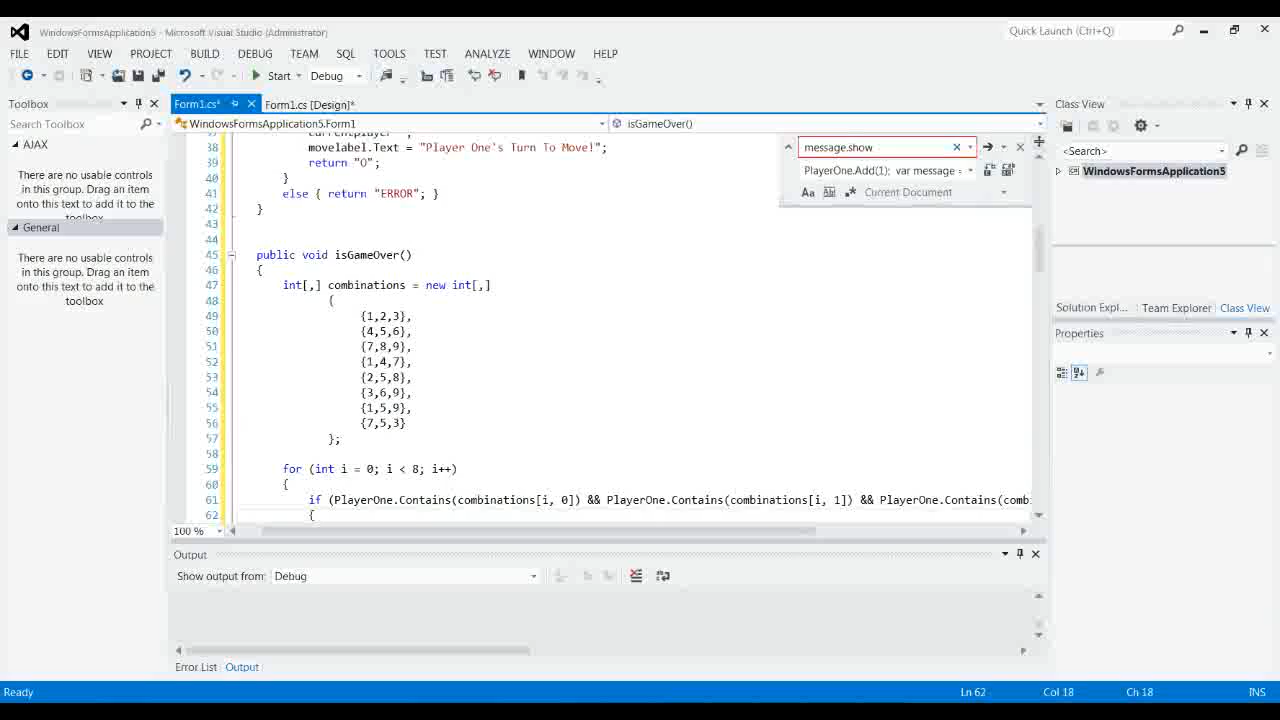 WindowsFormsApplication5 - Microsoft Visual Studio (Administrator)
Quick Launch (Ctrl+Q)
FILE EDIT VIEW PROJECT BUILD DEBUG TEAM SQL TOOLS TEST ANALYZE WINDOW HELP
Start Debug
Toolbox
Search Toolbox
AJAX
There are no usable controls
in this group. Drag an item
onto this text to add it to the
toolbox
General
There are no usable controls
in this group. Drag an item
onto this text to add it to the
toolbox
Form1.cs* Form1.cs [Design]*
WindowsFormsApplication5.Form1 isGameOver()
message.show
PlayerOne.Add(1); var message =
Aa Current Document
38 movelabel.Text = "Player One's Turn To Move!";
39 return "O";
40 }
41 else { return "ERROR"; }
42 }
43
44
45 public void isGameOver()
46 {
47 int[,] combinations = new int[,]
48 {
49 {1,2,3},
50 {4,5,6},
51 {7,8,9},
52 {1,4,7},
53 {2,5,8},
54 {3,6,9},
55 {1,5,9},
56 {7,5,3}
57 };
58
59 for (int i = 0; i < 8; i++)
60 {
61 if (PlayerOne.Contains(combinations[i, 0]) && PlayerOne.Contains(combinations[i, 1]) && PlayerOne.Contains(comb
62 {
100 %
Output
Show output from: Debug
Error List Output
Class View
<Search>
WindowsFormsApplication5
Solution Expl... Team Explorer Class View
Properties
Ready Ln 62 Col 18 Ch 18 INS